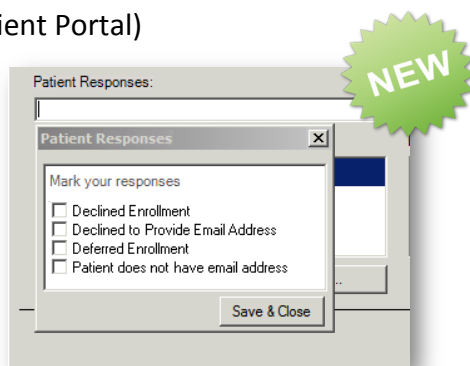 ient Portal)
NEW
Patient Responses:
Patient Responses
Mark your responses
Declined Enrollment
Declined to Provide Email Address
Deferred Enrollment
Patient does not have email address
..
Save & Close